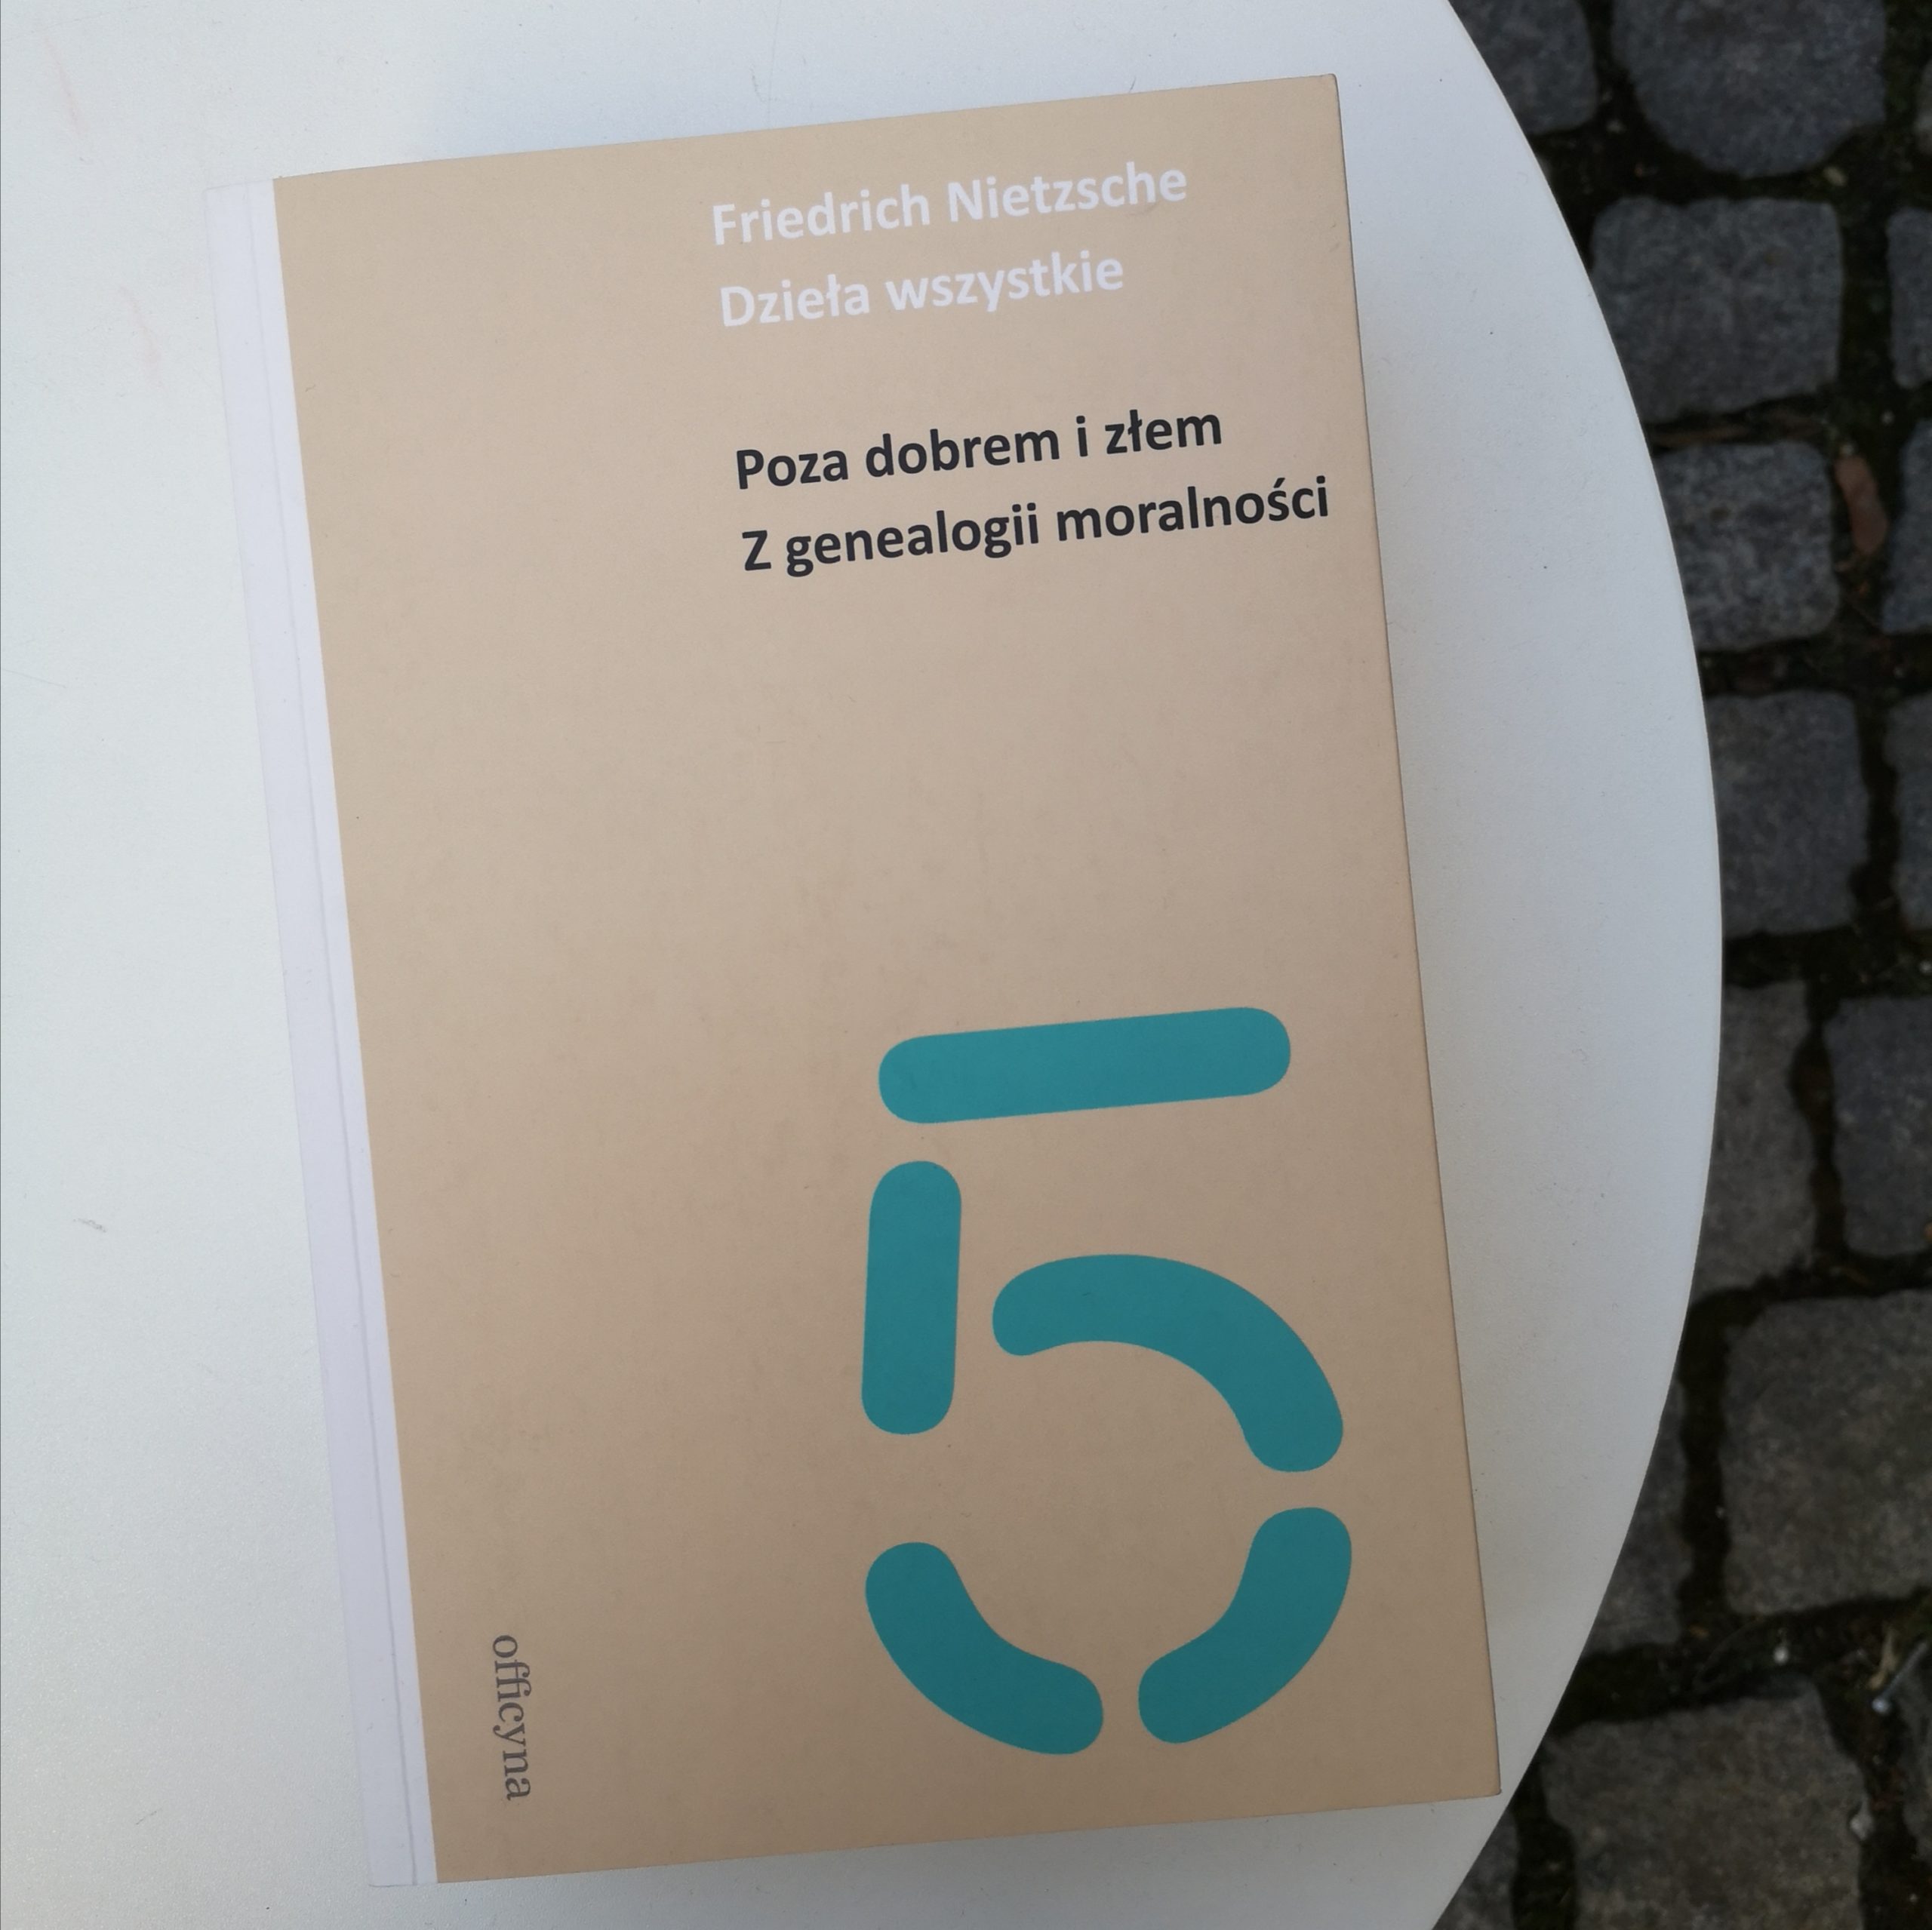 Friedrich Nietzsche
Dzieła wszystkie
Poza dobrem i złem
Z genealogii moralności
5
officyna